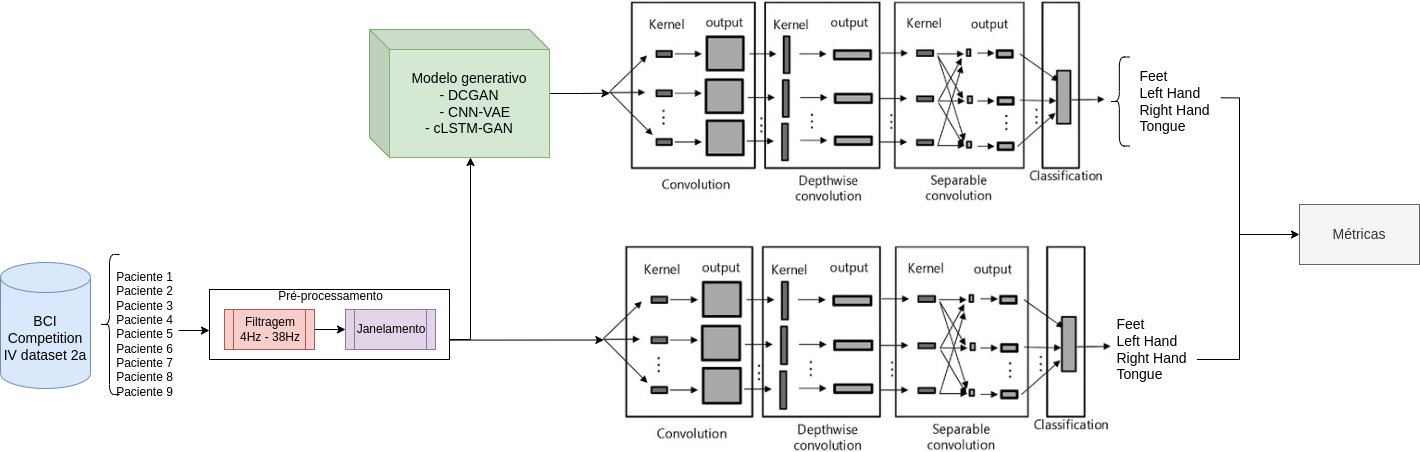 Modelo generativo
- DCGAN
- CNN-VAE
- cLSTM-GAN
Kernel output Kernel output Kernel output
Convolution
Depthwise
convolution
Separable
convolution
Classification
Feet
Left Hand
Right Hand
Tongue
Métricas
BCI
Competition
IV dataset 2a
Paciente 1
Paciente 2
Paciente 3
Paciente 4
Paciente 5
Paciente 6
Paciente 7
Paciente 8
Paciente 9
Pré-processamento
Filtragem
4Hz - 38Hz
Janelamento
Kernel output Kernel output Kernel output
Convolution
Depthwise
convolution
Separable
convolution
Classification
Feet
Left Hand
Right Hand
Tongue